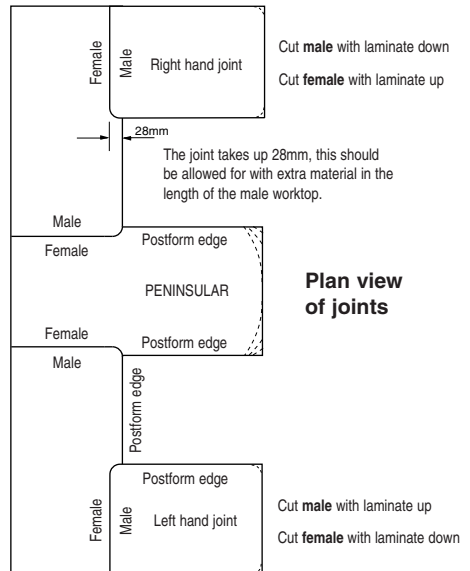 Female
Male
Right hand joint
Cut male with laminate down
Cut female with laminate up
28mm
The joint takes up 28mm, this should
be allowed for with extra material in the
length of the male worktop.
Male
Female
Postform edge
PENINSULAR
Plan view
of joints
Female
Male
Postform edge
Postform edge
Postform edge
Female
Male
Left hand joint
Cut male with laminate up
Cut female with laminate down